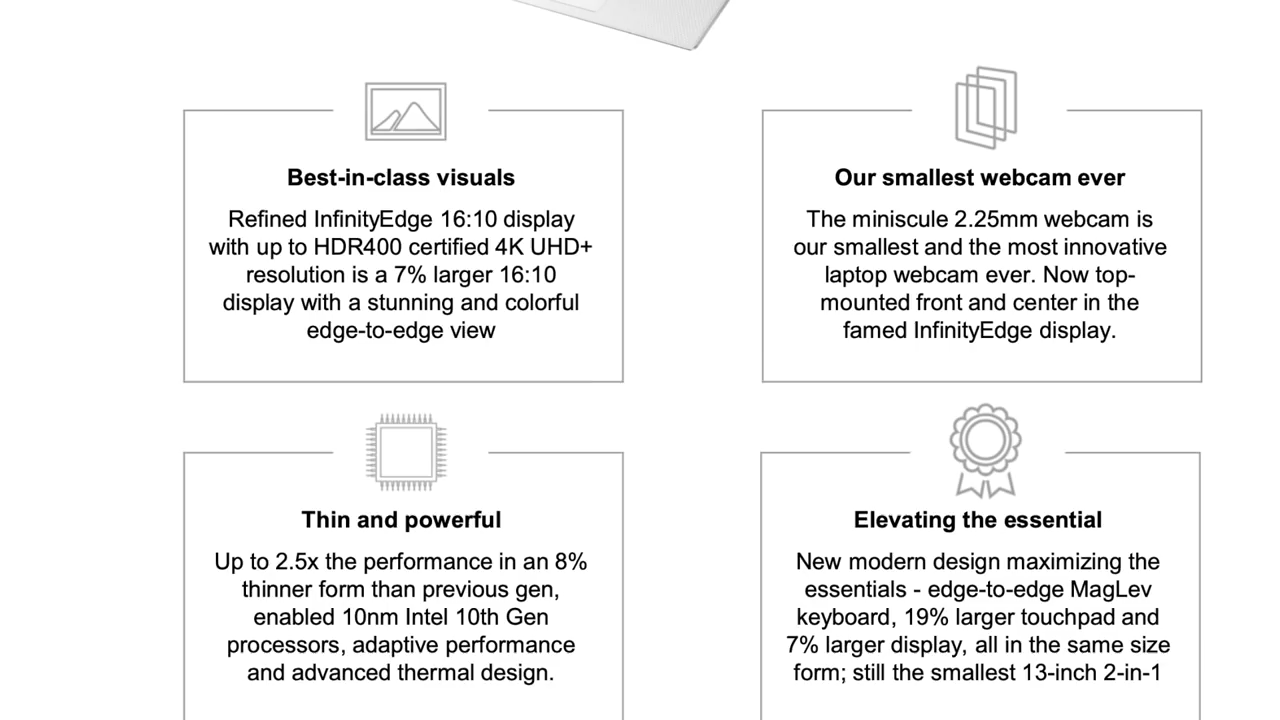 Best-in-class visuals
Refined InfinityEdge 16:10 display
with up to HDR400 certified 4K UHD+
resolution is a 7% larger 16:10
display with a stunning and colorful
edge-to-edge view
Our smallest webcam ever
The miniscule 2.25mm webcam is
our smallest and the most innovative
laptop webcam ever. Now top-
mounted front and center in the
famed InfinityEdge display.
Thin and powerful
Up to 2.5x the performance in an 8%
thinner form than previous gen,
enabled 10nm Intel 10th Gen
processors, adaptive performance
and advanced thermal design.
Elevating the essential
New modern design maximizing the
essentials - edge-to-edge MagLev
keyboard, 19% larger touchpad and
7% larger display, all in the same size
form; still the smallest 13-inch 2-in-1